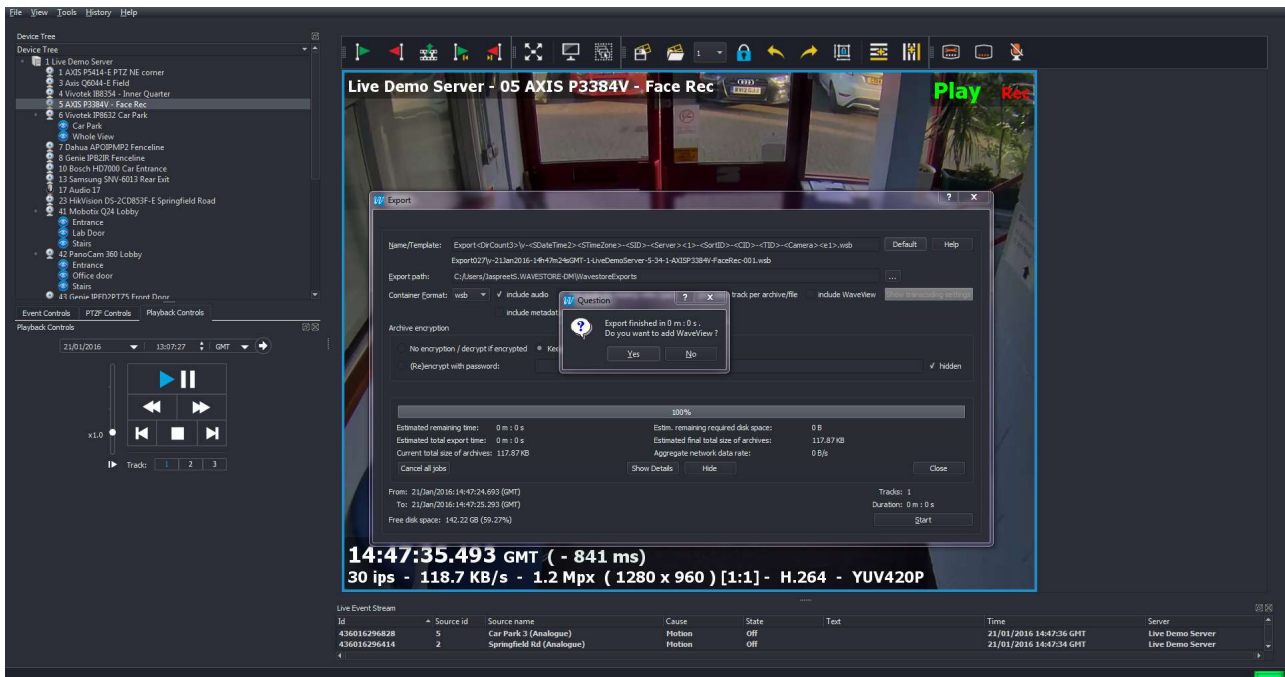 File View Tools History Help
Device Tree
Device Tree
1 Live Demo Server
1 AXIS P5414-E PTZ NE corner
3 Axis Q6044-E Field
4 Vivotek IB8354 - Inner Quarter
5 AXIS P3384V - Face Rec
6 Vivotek IP8632 Car Park
Car Park
Whole View
7 Dahua APOIPMP2 Fenceline
8 Genie IPB2IR Fenceline
10 Bosch HD7000 Car Entrance
13 Samsung SNV-6013 Rear Exit
17 Audio 17
23 HikVision DS-2CD853F-E Springfield Road
41 Mobotix Q24 Lobby
Entrance
Lab Door
Stairs
42 PanoCam 360 Lobby
Entrance
Office door
Stairs
43 Genie IPED2PTZ5 Front Door
Event Controls PTZF Controls Playback Controls
Playback Controls
21/01/2016 13:07:27 GMT
x1.0
Track: 1 2 3
1
Live Demo Server - 05 AXIS P3384V - Face Rec
Play Rec
Export
Name/Template: Export<DirCount3>\v-<SDateTime2><STimeZone>-<SID>-<Server><1>-<SortID>-<CID>-<TID>-<Camera><e1>.wsb Default Help
Export027\v-21Jan2016-14h47m24sGMT-1-LiveDemoServer-5-34-1-AXISP3384V-FaceRec-001.wsb
Export path: C:/Users/JaspreetS.WAVESTORE-DM/WavestoreExports ...
Container Format: wsb include audio track per archive/file include WaveView Show transcoding settings
include metadat
Archive encryption
No encryption / decrypt if encrypted Kee
(Re)encrypt with password: hidden
Question
Export finished in 0 m : 0 s .
Do you want to add WaveView ?
Yes No
100%
Estimated remaining time: 0 m : 0 s Estim. remaining required disk space: 0 B
Estimated total export time: 0 m : 0 s Estimated final total size of archives: 117.87 KB
Current total size of archives: 117.87 KB Aggregate network data rate: 0 B/s
Cancel all jobs Show Details Hide Close
From: 21/Jan/2016:14:47:24.693 (GMT) Tracks: 1
To: 21/Jan/2016:14:47:25.293 (GMT) Duration: 0 m : 0 s
Free disk space: 142.22 GB (59.27%) Start
14:47:35.493 GMT ( - 841 ms)
30 ips - 118.7 KB/s - 1.2 Mpx ( 1280 x 960 ) [1:1] - H.264 - YUV420P
Live Event Stream
Id Source id Source name Cause State Text Time Server
436016296828 5 Car Park 3 (Analogue) Motion Off 21/01/2016 14:47:36 GMT Live Demo Server
436016296414 2 Springfield Rd (Analogue) Motion Off 21/01/2016 14:47:34 GMT Live Demo Server